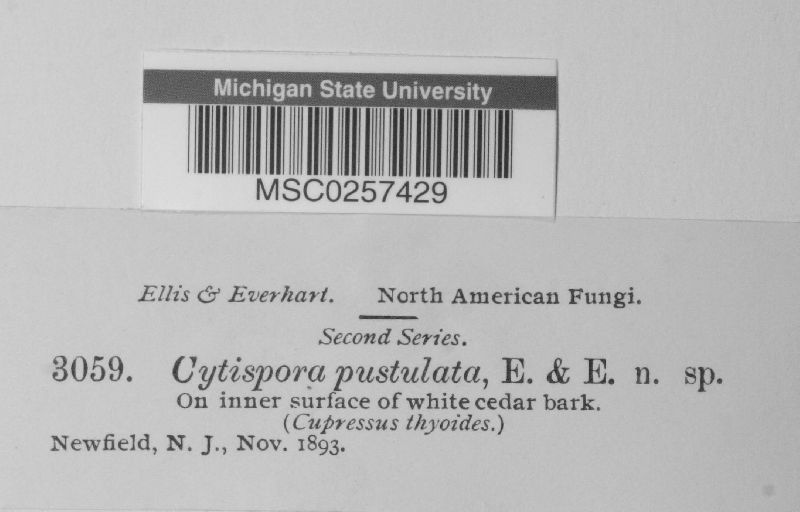 Michigan State University
MSC0257429
Ellis & Everhart. North American Fungi.
Second Series.
3059. Cytispora pustulata, E. & E. n. sp.
On inner surface of white cedar bark.
(Cupressus thyoides.)
Newfield, N. J., Nov. 1893.